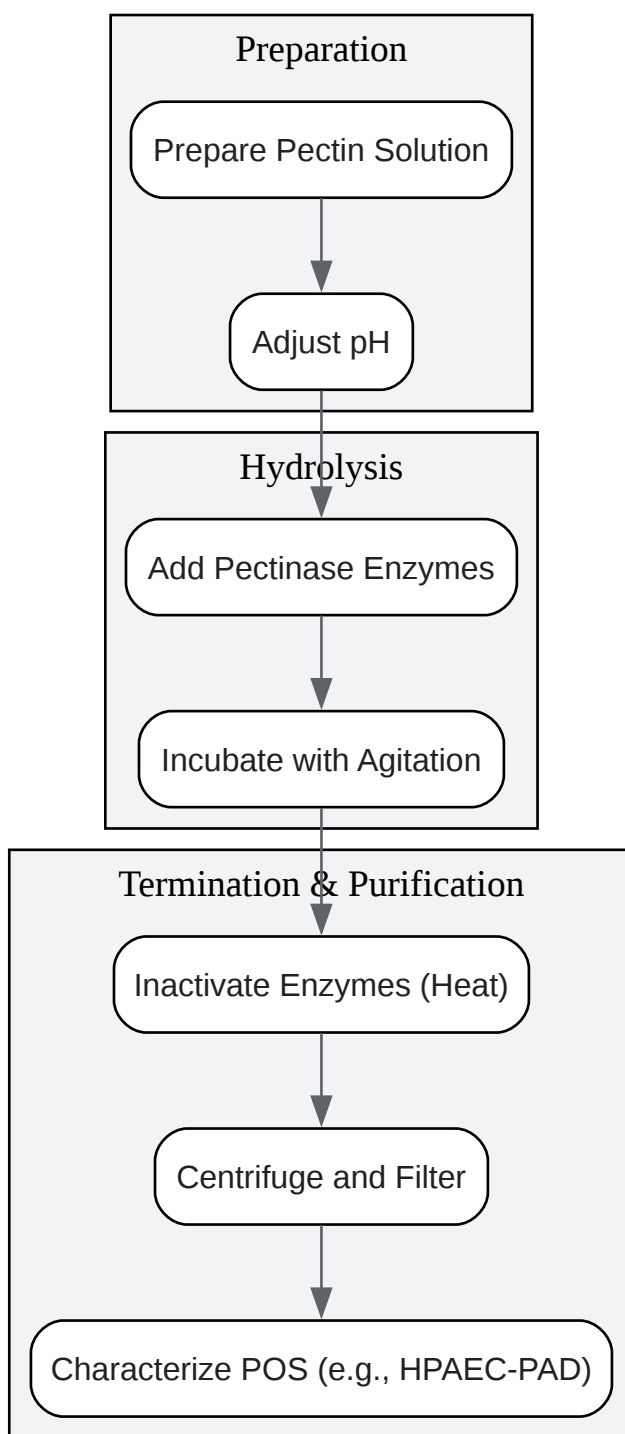 Preparation
Prepare Pectin Solution
Adjust pH
Hydrolysis
Add Pectinase Enzymes
Incubate with Agitation
Termination & Purification
Inactivate Enzymes (Heat)
Centrifuge and Filter
Characterize POS (e.g., HPAEC-PAD)